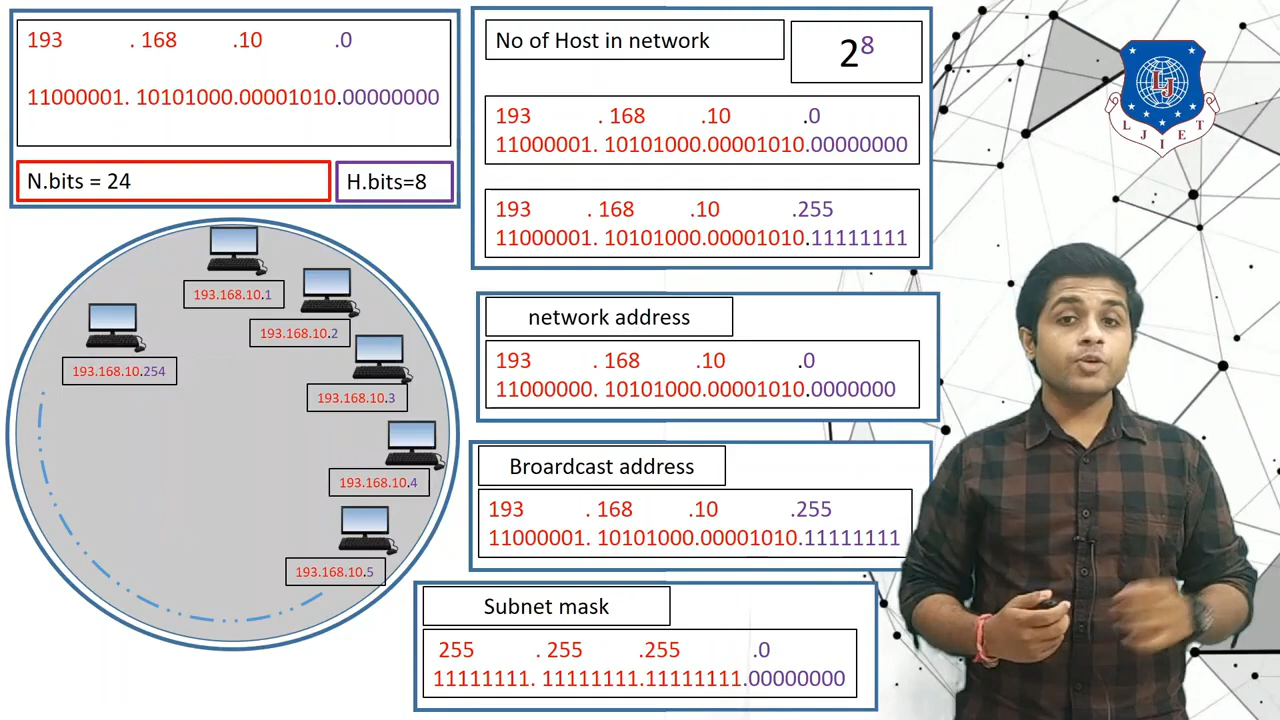 193 . 168 .10 .0
11000001. 10101000.00001010.00000000
N.bits = 24
H.bits=8
193.168.10.1
193.168.10.2
193.168.10.254
193.168.10.3
193.168.10.4
193.168.10.5
No of Host in network
2⁸
193 . 168 .10 .0
11000001. 10101000.00001010.00000000
193 . 168 .10 .255
11000001. 10101000.00001010.11111111
network address
193 . 168 .10 .0
11000000. 10101000.00001010.0000000
Broardcast address
193 . 168 .10 .255
11000001. 10101000.00001010.11111111
Subnet mask
255 . 255 .255 .0
11111111. 11111111.11111111.00000000
LJ
L J I E T